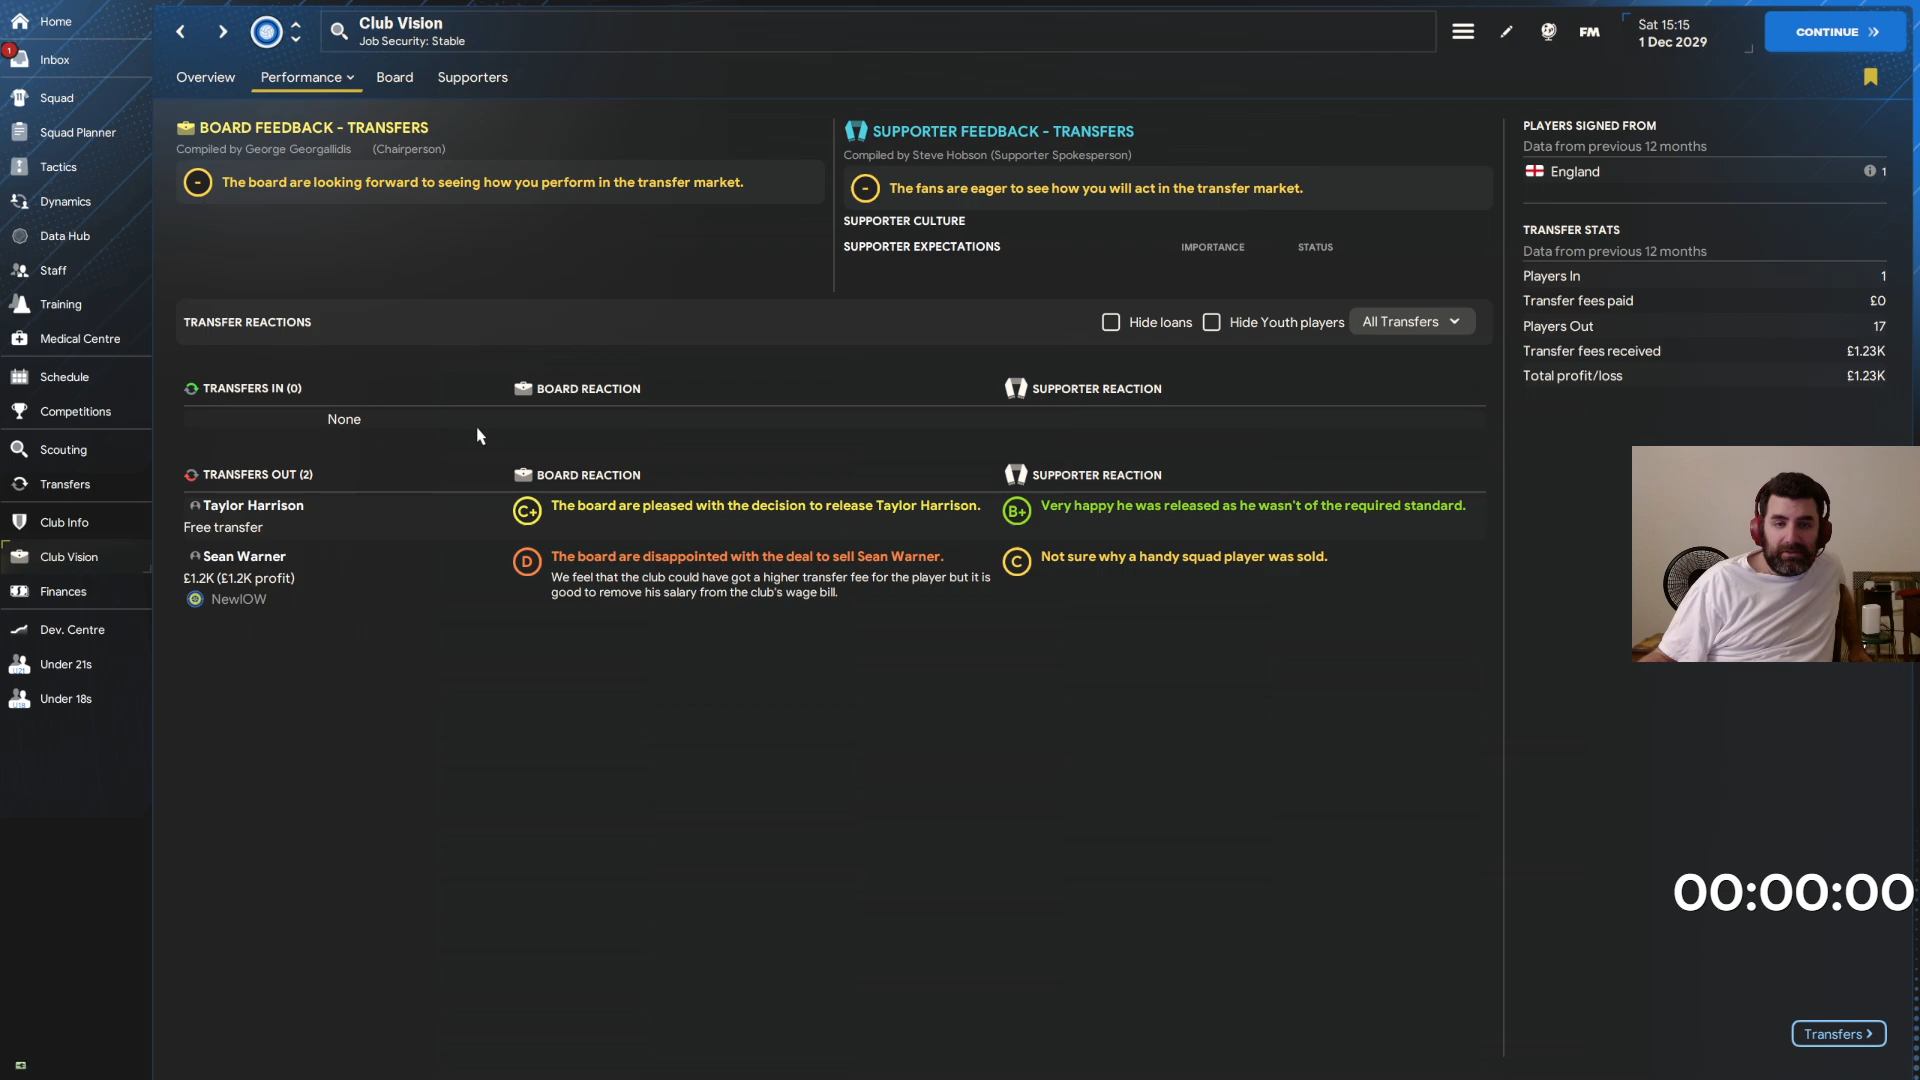 Home
1
Inbox
Squad
Squad Planner
Tactics
Dynamics
Data Hub
Staff
Training
Medical Centre
Schedule
Competitions
Scouting
Transfers
Club Info
Club Vision
Finances
Dev. Centre
Under 21s
Under 18s
Club Vision
Job Security: Stable
FM
Sat 15:15
1 Dec 2029
CONTINUE
Overview
Performance
Board
Supporters
BOARD FEEDBACK - TRANSFERS
Compiled by George Georgallidis (Chairperson)
- The board are looking forward to seeing how you perform in the transfer market.
SUPPORTER FEEDBACK - TRANSFERS
Compiled by Steve Hobson (Supporter Spokesperson)
- The fans are eager to see how you will act in the transfer market.
SUPPORTER CULTURE
SUPPORTER EXPECTATIONS IMPORTANCE STATUS
PLAYERS SIGNED FROM
Data from previous 12 months
England 1
TRANSFER STATS
Data from previous 12 months
Players In 1
Transfer fees paid £0
Players Out 17
Transfer fees received £1.23K
Total profit/loss £1.23K
TRANSFER REACTIONS
Hide loans
Hide Youth players
All Transfers
TRANSFERS IN (0) BOARD REACTION SUPPORTER REACTION
None
TRANSFERS OUT (2) BOARD REACTION SUPPORTER REACTION
Taylor Harrison
Free transfer
C+ The board are pleased with the decision to release Taylor Harrison.
B+ Very happy he was released as he wasn't of the required standard.
Sean Warner
£1.2K (£1.2K profit)
NewIOW
D The board are disappointed with the deal to sell Sean Warner.
We feel that the club could have got a higher transfer fee for the player but it is
good to remove his salary from the club's wage bill.
C Not sure why a handy squad player was sold.
00:00:00
Transfers >